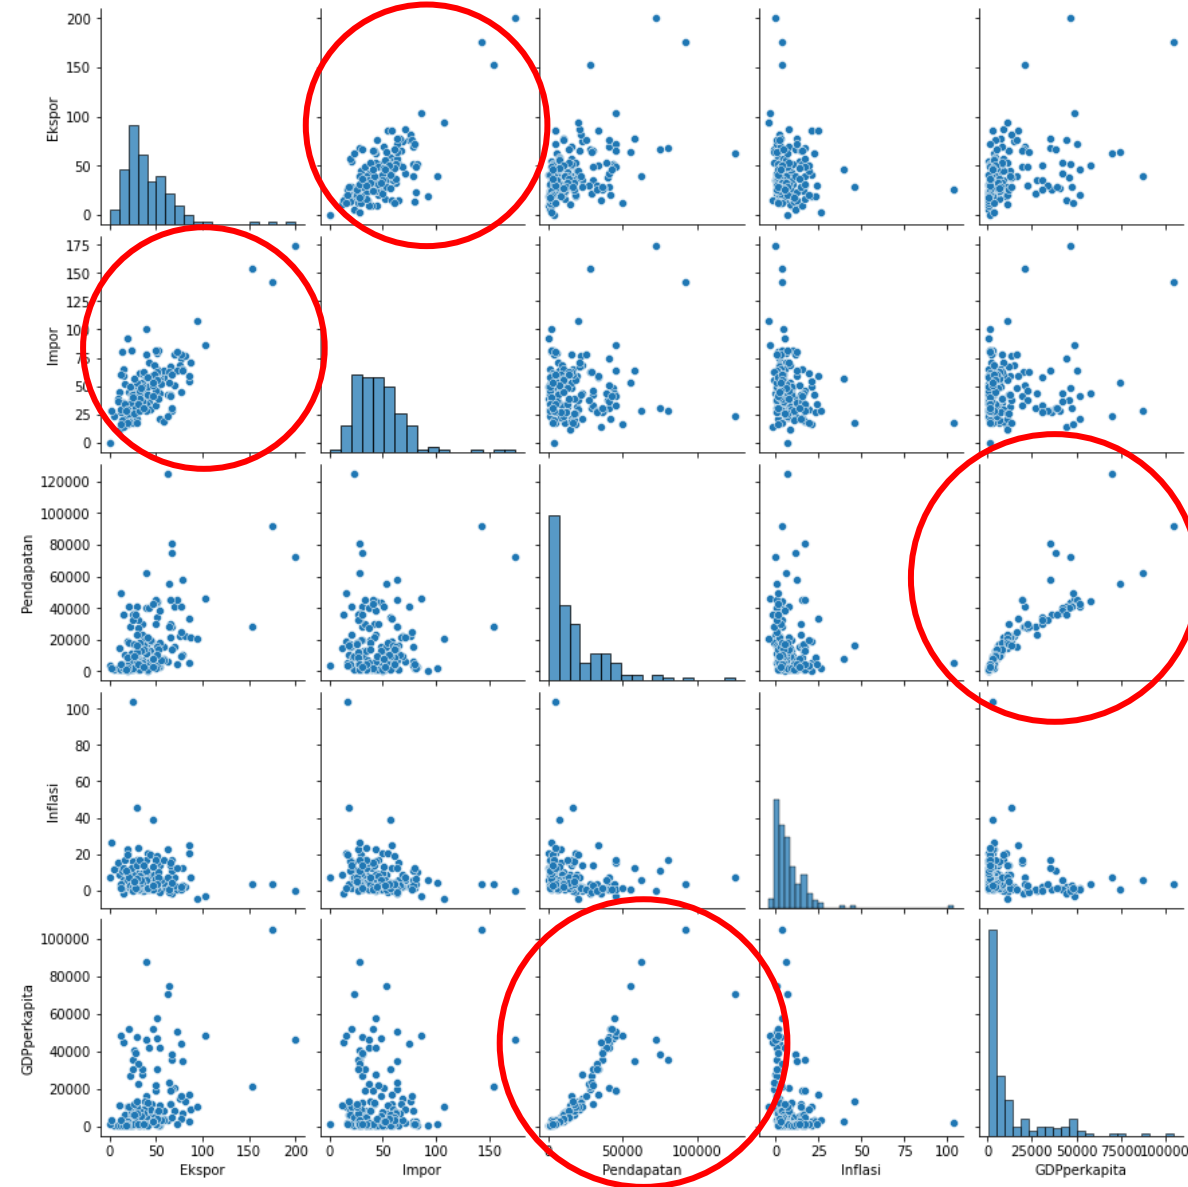 200
150
100
50
0
Ekspor
175
150
125
100
75
50
25
0
Impor
120000
100000
80000
60000
40000
20000
0
Pendapatan
100
80
60
40
20
0
Inflasi
100000
80000
60000
40000
20000
0
GDPperkapita
0 50 100 150 200
0 50 100 150
0 50000 100000
0 25 50 75 100
0 25000 50000 75000 100000
Ekspor Impor Pendapatan Inflasi GDPperkapita